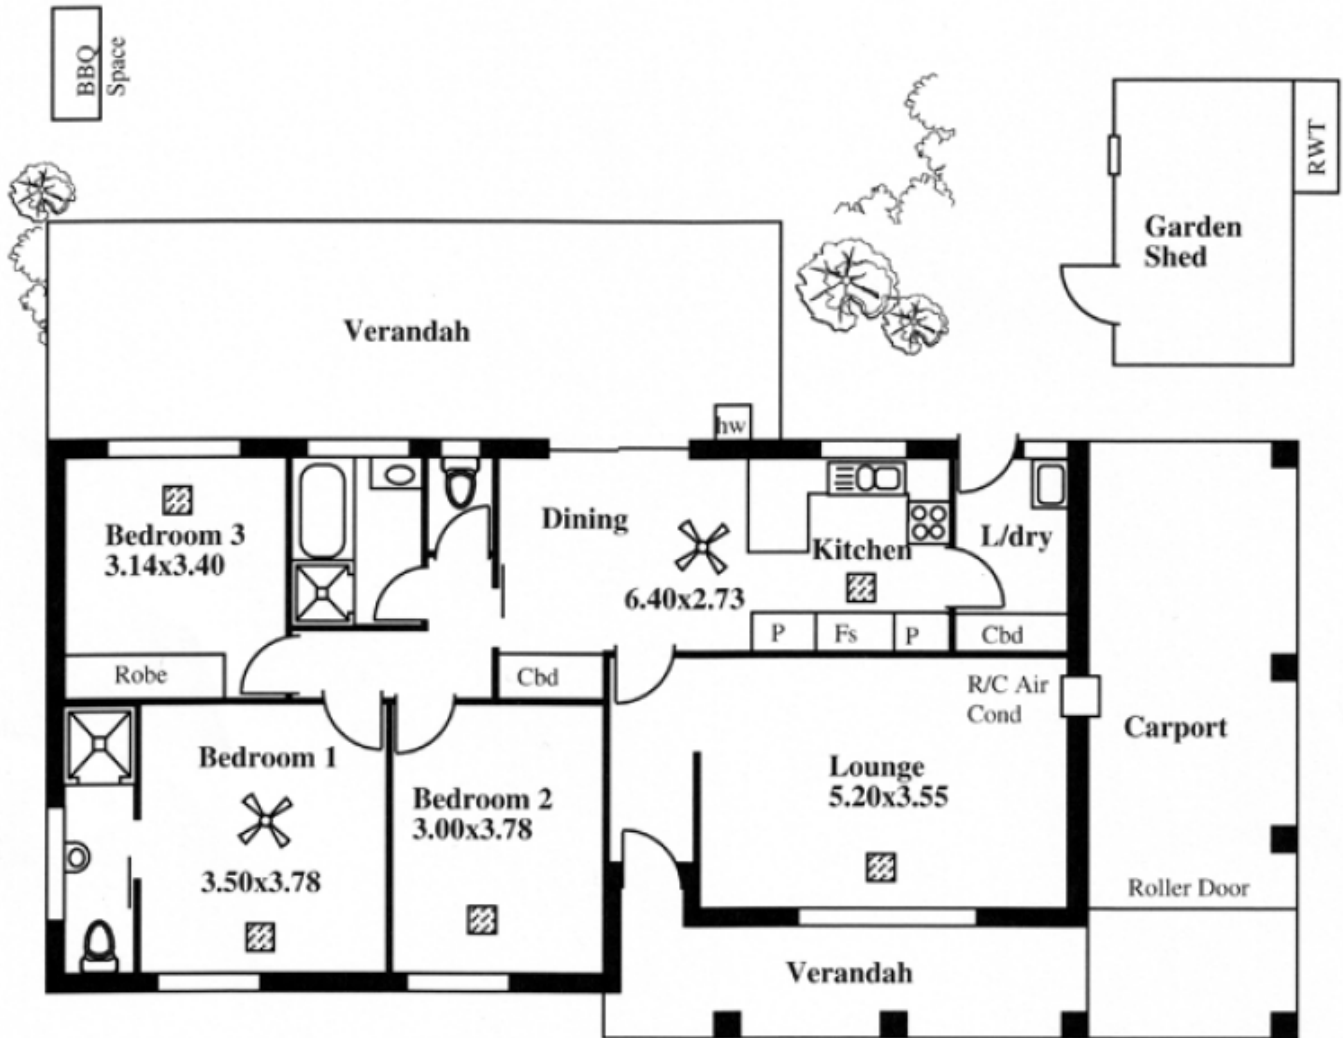 BBQ
Space
RWT
Garden
Shed
Verandah
hw
Bedroom 3
3.14x3.40
Dining
6.40x2.73
Kitchen
L/dry
Robe
Cbd
P
Fs
P
Cbd
R/C Air
Cond
Carport
Bedroom 1
3.50x3.78
Bedroom 2
3.00x3.78
Lounge
5.20x3.55
Roller Door
Verandah